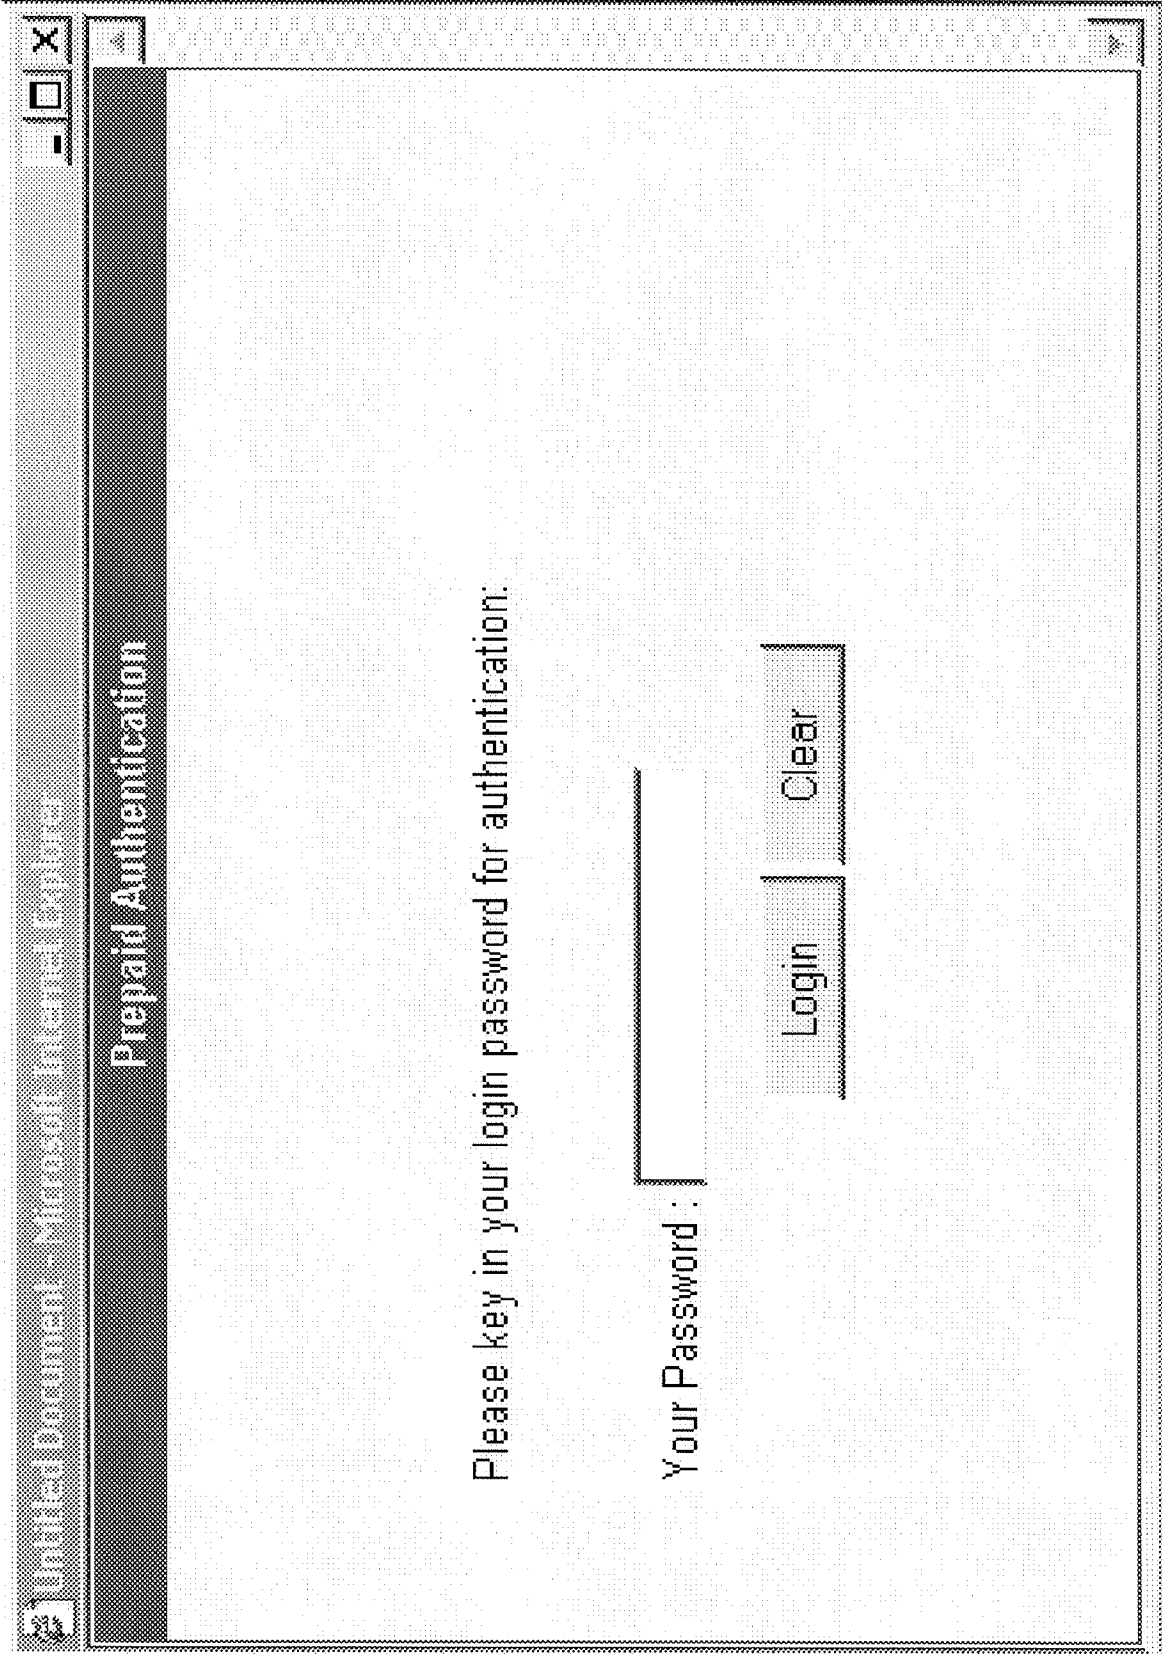 Untitled Document - Microsoft Internet Explorer
Prepaid Authentication
Please key in your login password for authentication:
Your Password :
Login Clear